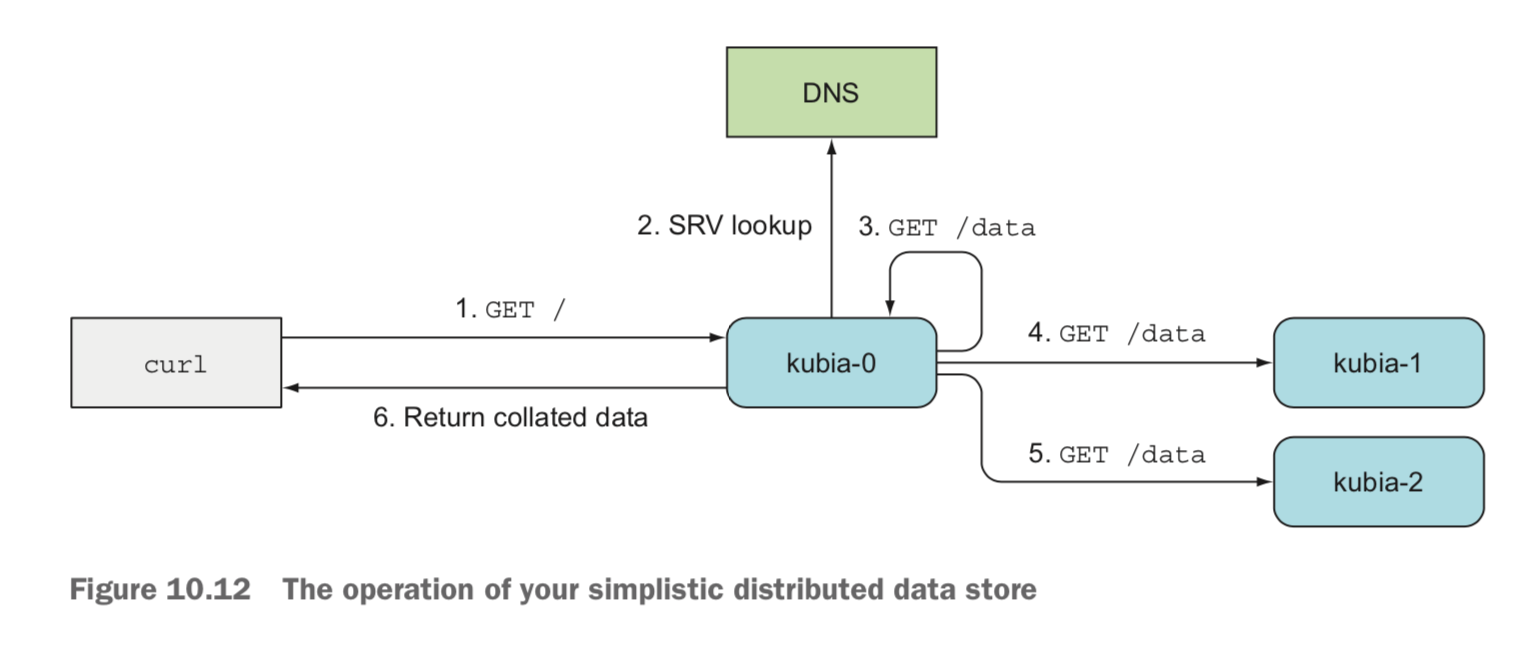 DNS
2. SRV lookup
3. GET /data
1. GET /
4. GET /data
curl
kubia-0
kubia-1
6. Return collated data
5. GET /data
kubia-2
Figure 10.12 The operation of your simplistic distributed data store